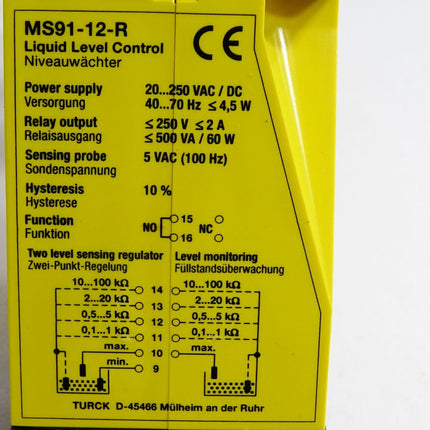 MS91-12-R
Liquid Level Control
Niveauwächter
CE
Power supply 20...250 VAC / DC
Versorgung 40...70 Hz ≤ 4,5 W
Relay output ≤ 250 V ≤ 2 A
Relaisausgang ≤ 500 VA / 60 W
Sensing probe 5 VAC (100 Hz)
Sondenspannung
Hysteresis 10 %
Hysterese
Function NO 15 NC
Funktion 16
Two level sensing regulator Level monitoring
Zwei-Punkt-Regelung Füllstandsüberwachung
10...100 kΩ 14 10...100 kΩ
2...20 kΩ 13 2...20 kΩ
0,5...5 kΩ 12 0,5...5 kΩ
0,1...1 kΩ 11 0,1...1 kΩ
max. 10 max.
min. 9
TURCK D-45466 Mülheim an der Ruhr